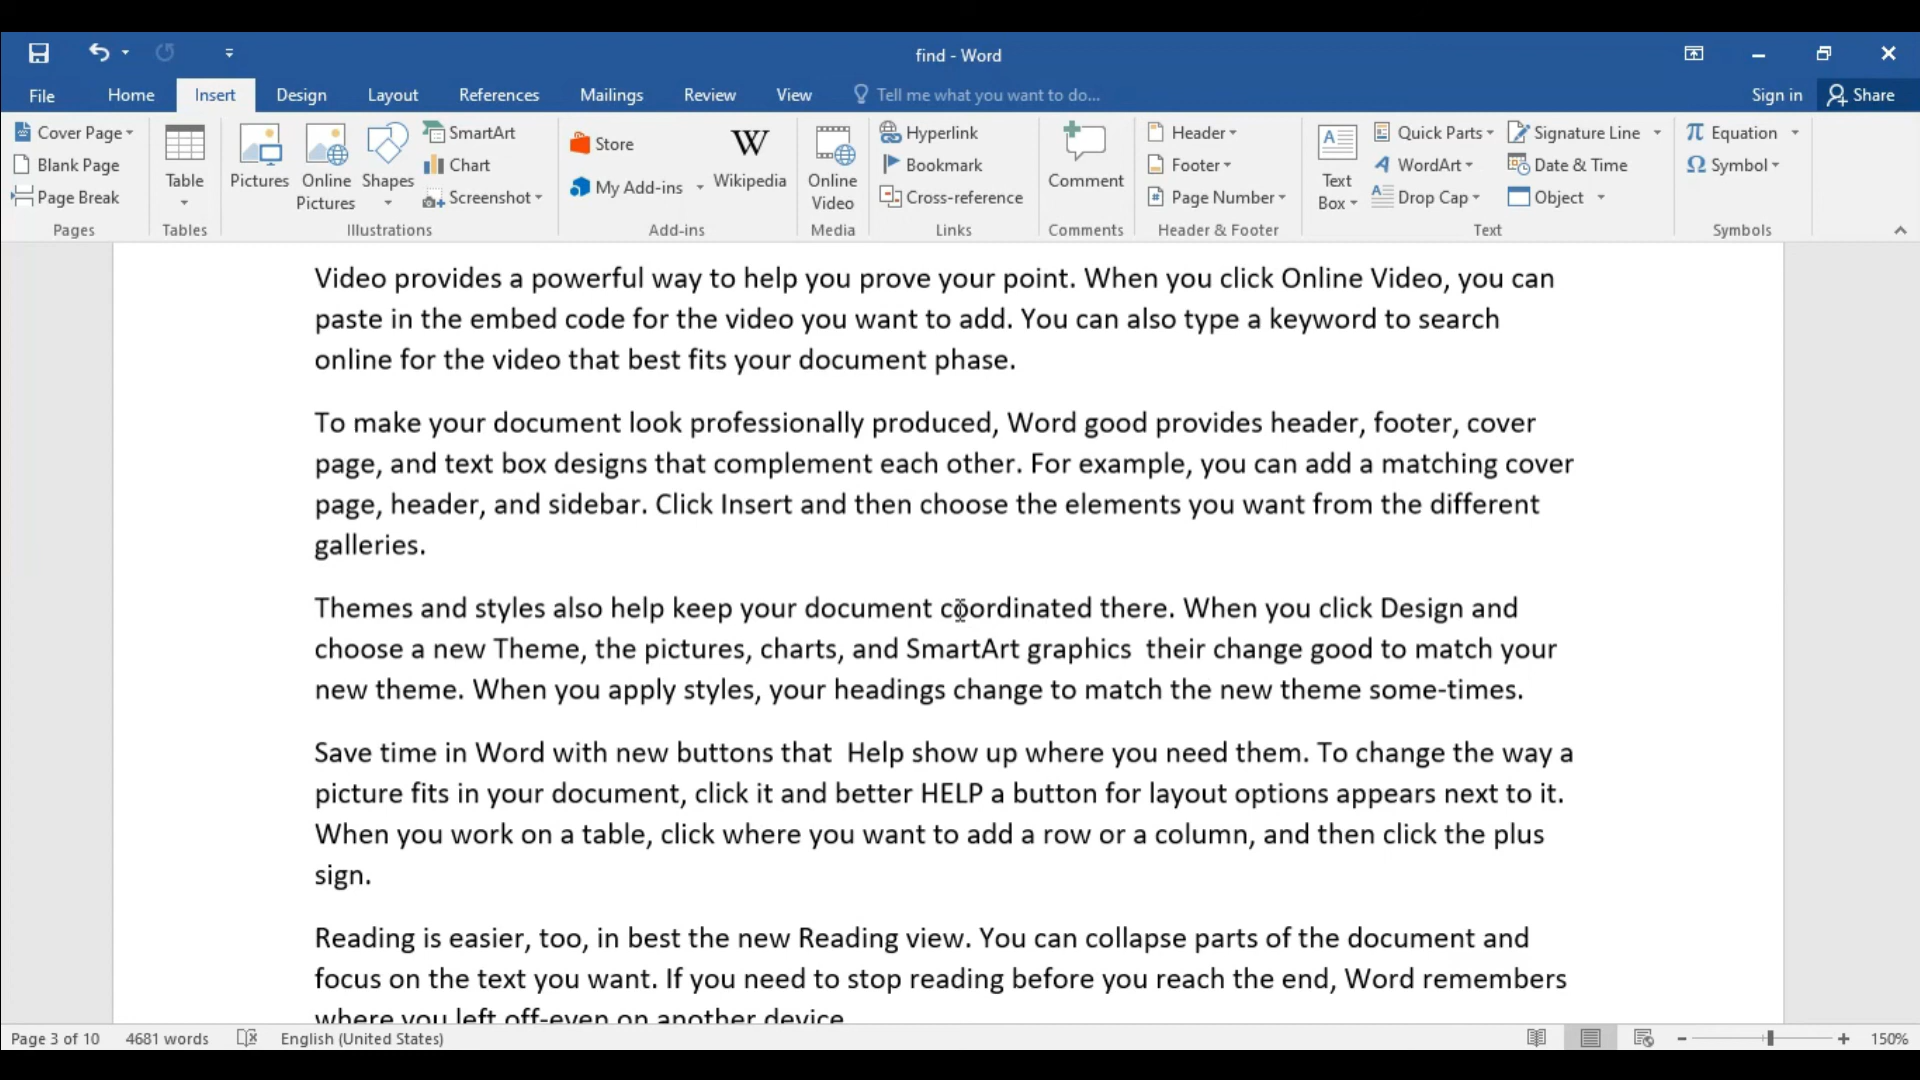 find - Word
File Home Insert Design Layout References Mailings Review View Tell me what you want to do... Sign in Share
Cover Page
Blank Page
Page Break
Pages
Table
Tables
Pictures
Online
Pictures
Shapes
SmartArt
Chart
Screenshot
Illustrations
Store
My Add-ins
W
Wikipedia
Add-ins
Online
Video
Media
Hyperlink
Bookmark
Cross-reference
Links
Comment
Comments
Header
Footer
Page Number
Header & Footer
A
Text
Box
Quick Parts
A WordArt
A Drop Cap
Signature Line
Date & Time
Object
Text
π Equation
Ω Symbol
Symbols
Video provides a powerful way to help you prove your point. When you click Online Video, you can
paste in the embed code for the video you want to add. You can also type a keyword to search
online for the video that best fits your document phase.
To make your document look professionally produced, Word good provides header, footer, cover
page, and text box designs that complement each other. For example, you can add a matching cover
page, header, and sidebar. Click Insert and then choose the elements you want from the different
galleries.
Themes and styles also help keep your document coordinated there. When you click Design and
choose a new Theme, the pictures, charts, and SmartArt graphics  their change good to match your
new theme. When you apply styles, your headings change to match the new theme some-times.
Save time in Word with new buttons that  Help show up where you need them. To change the way a
picture fits in your document, click it and better HELP a button for layout options appears next to it.
When you work on a table, click where you want to add a row or a column, and then click the plus
sign.
Reading is easier, too, in best the new Reading view. You can collapse parts of the document and
focus on the text you want. If you need to stop reading before you reach the end, Word remembers
where you left off-even on another device
Page 3 of 10 4681 words English (United States) 150%